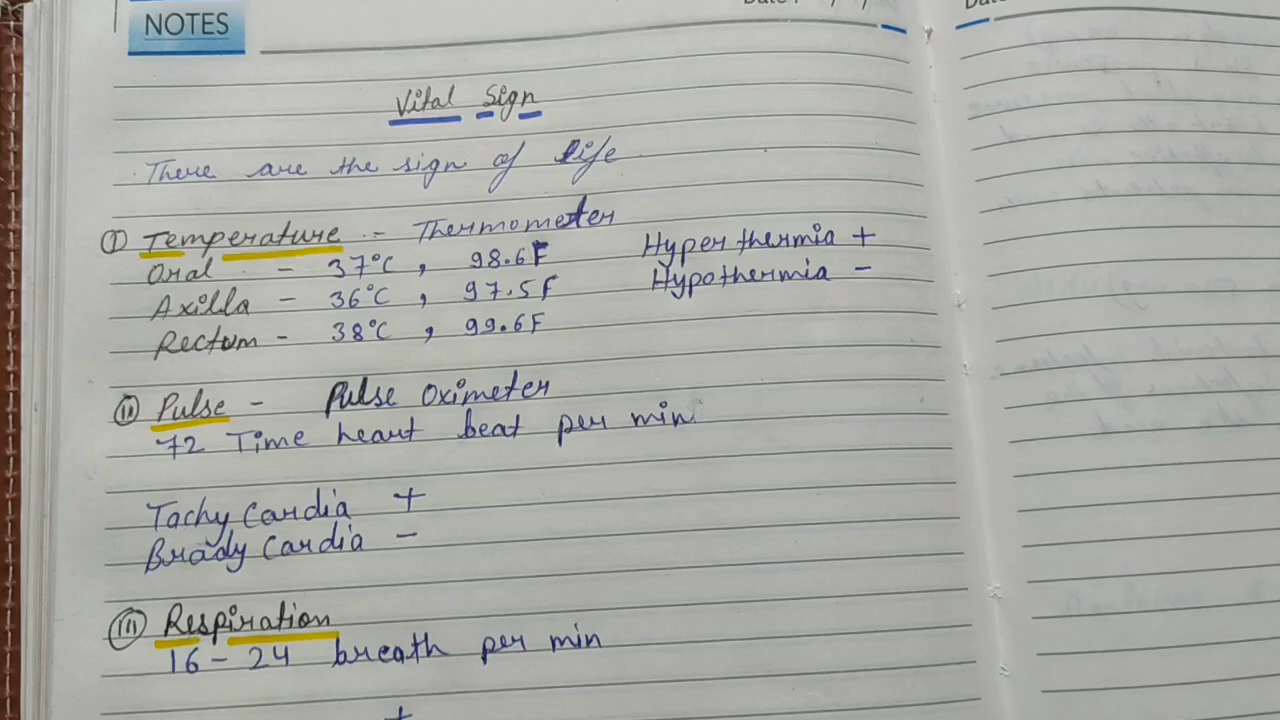 NOTES
Vital Sign
There are the sign of life
(i) Temperature :- Thermometer
Oral - 37°C, 98.6F Hyper thermia +
Axilla - 36°C, 97.5F Hypothermia -
Rectum - 38°C, 99.6F
(ii) Pulse - Pulse Oximeter
72 Time heart beat per min
Tachy Cardia +
Brady Cardia -
(iii) Respiration
16 - 24 breath per min